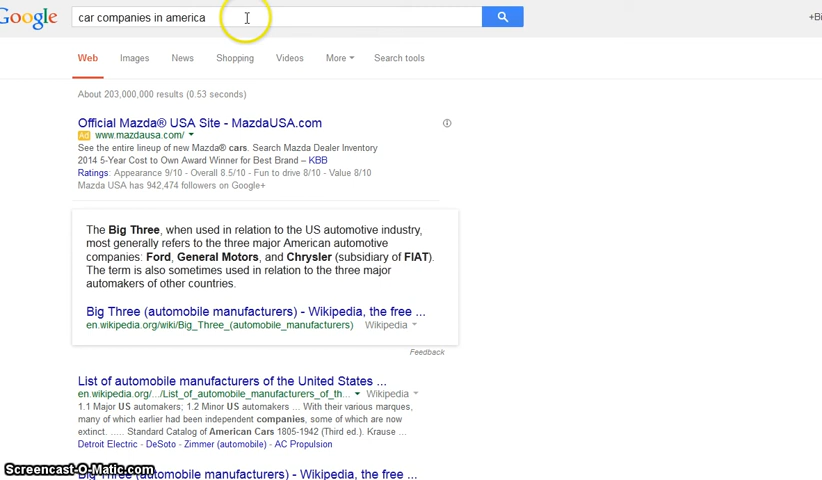 Google
car companies in america
+Bi
Web Images News Shopping Videos More Search tools
About 203,000,000 results (0.53 seconds)
Official Mazda® USA Site - MazdaUSA.com
Ad www.mazdausa.com/
See the entire lineup of new Mazda® cars. Search Mazda Dealer Inventory
2014 5-Year Cost to Own Award Winner for Best Brand – KBB
Ratings: Appearance 9/10 - Overall 8.5/10 - Fun to drive 8/10 - Value 8/10
Mazda USA has 942,474 followers on Google+
The Big Three, when used in relation to the US automotive industry,
most generally refers to the three major American automotive
companies: Ford, General Motors, and Chrysler (subsidiary of FIAT).
The term is also sometimes used in relation to the three major
automakers of other countries.
Big Three (automobile manufacturers) - Wikipedia, the free ...
en.wikipedia.org/wiki/Big_Three_(automobile_manufacturers) Wikipedia
Feedback
List of automobile manufacturers of the United States ...
en.wikipedia.org/.../List_of_automobile_manufacturers_of_th... Wikipedia
1.1 Major US automakers; 1.2 Minor US automakers ... With their various marques,
many of which earlier had been independent companies, some of which are now
extinct. ..... Standard Catalog of American Cars 1805-1942 (Third ed.). Krause ...
Detroit Electric - DeSoto - Zimmer (automobile) - AC Propulsion
Screencast-O-Matic.com
Big Three (automobile manufacturers) - Wikipedia, the free ...